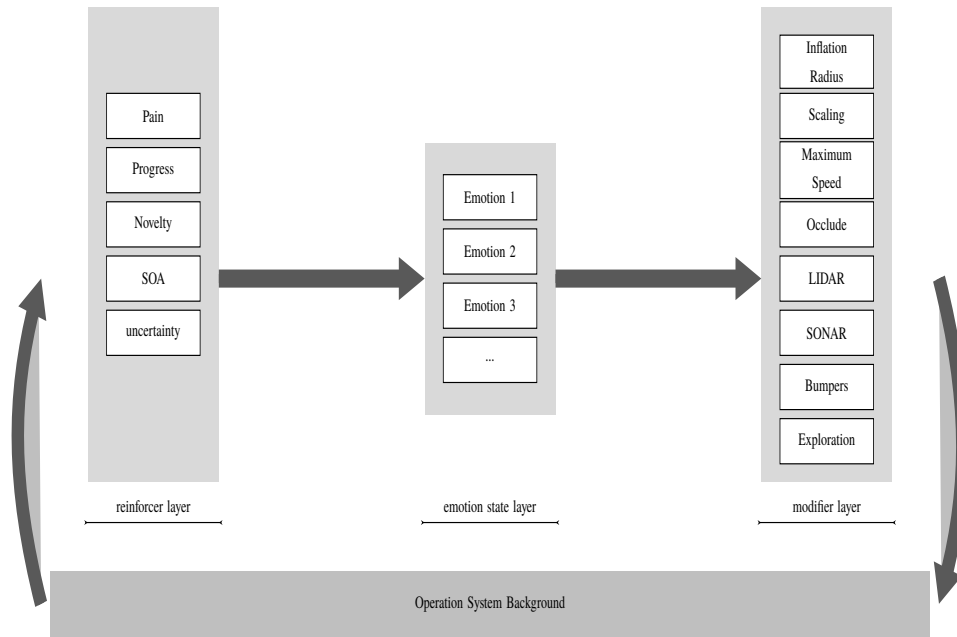 Pain
Progress
Novelty
SOA
uncertainty
reinforcer layer
Emotion 1
Emotion 2
Emotion 3
...
emotion state layer
Inflation
Radius
Scaling
Maximum
Speed
Occlude
LIDAR
SONAR
Bumpers
Exploration
modifier layer
Operation System Background